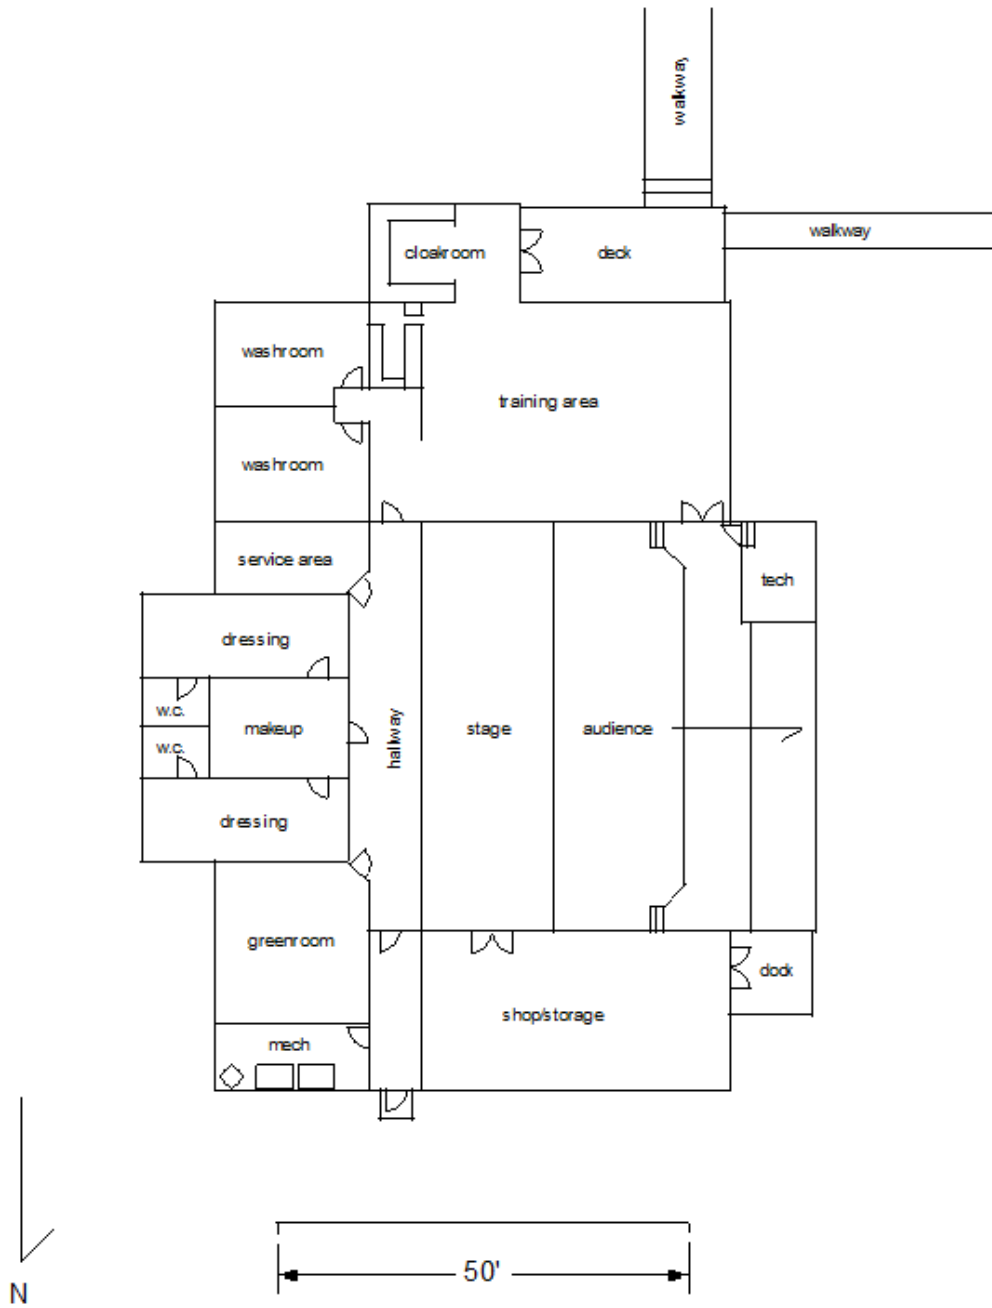 walkway
walkway
cloakroom
deck
washroom
training area
washroom
service area
tech
dressing
w.c.
makeup
hallway
stage
audience
w.c.
dressing
greenroom
dock
shop/storage
mech
50'
N